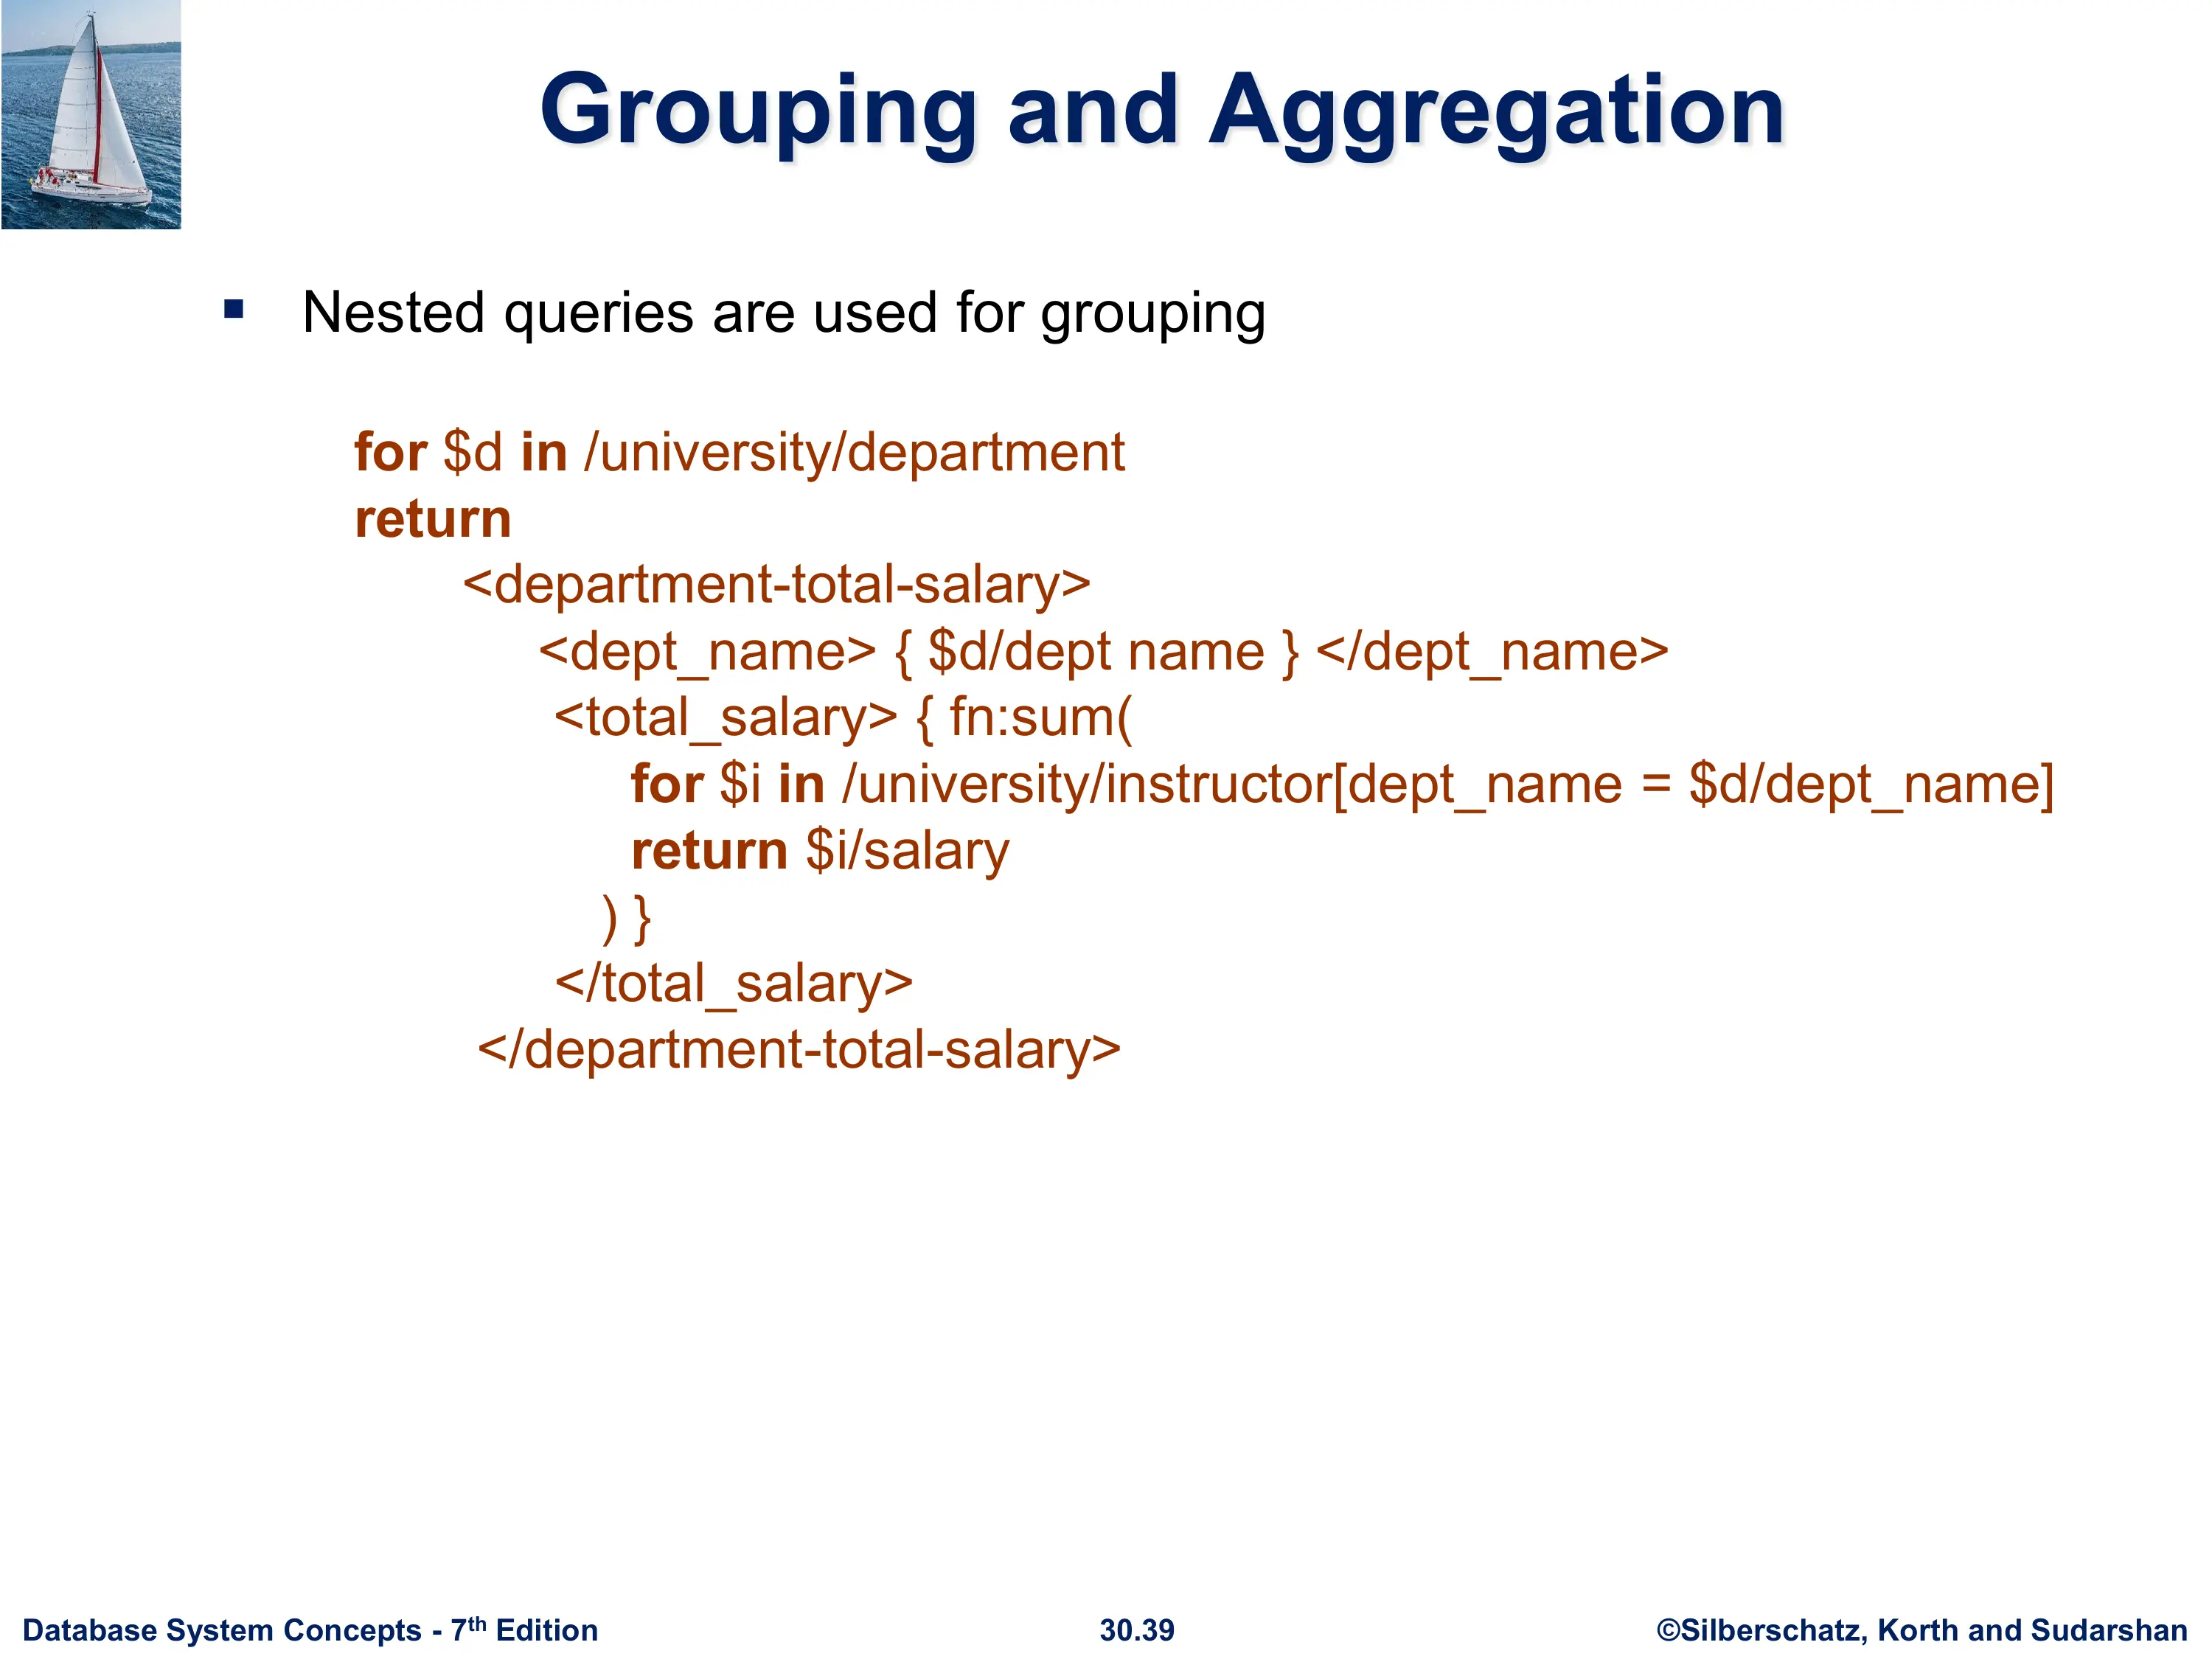 Grouping and Aggregation
▪ Nested queries are used for grouping
for $d in /university/department
return
<department-total-salary>
<dept_name> { $d/dept name } </dept_name>
<total_salary> { fn:sum(
for $i in /university/instructor[dept_name = $d/dept_name]
return $i/salary
) }
</total_salary>
</department-total-salary>
Database System Concepts - 7th Edition
30.39
©Silberschatz, Korth and Sudarshan